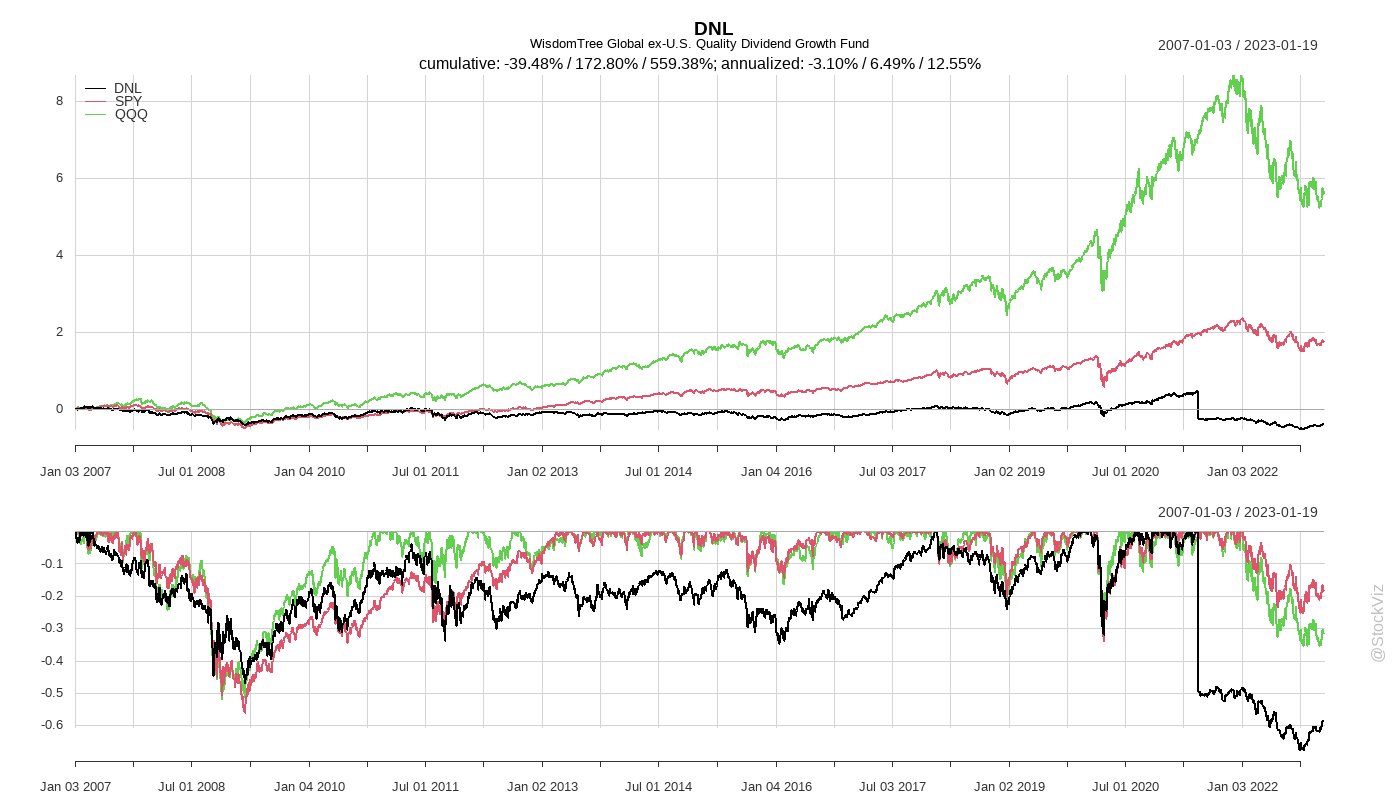 DNL
WisdomTree Global ex-U.S. Quality Dividend Growth Fund
2007-01-03 / 2023-01-19
cumulative: -39.48% / 172.80% / 559.38%; annualized: -3.10% / 6.49% / 12.55%
DNL
SPY
QQQ
8
6
4
2
0
Jan 03 2007 Jul 01 2008 Jan 04 2010 Jul 01 2011 Jan 02 2013 Jul 01 2014 Jan 04 2016 Jul 03 2017 Jan 02 2019 Jul 01 2020 Jan 03 2022
2007-01-03 / 2023-01-19
-0.1
-0.2
-0.3
-0.4
-0.5
-0.6
Jan 03 2007 Jul 01 2008 Jan 04 2010 Jul 01 2011 Jan 02 2013 Jul 01 2014 Jan 04 2016 Jul 03 2017 Jan 02 2019 Jul 01 2020 Jan 03 2022
@StockViz